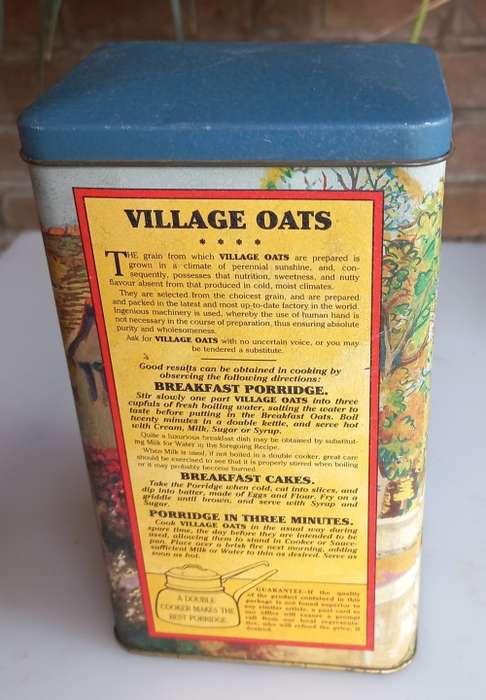 VILLAGE OATS
* * * *
THE grain from which VILLAGE OATS are prepared is
grown in a climate of perennial sunshine, and, con-
sequently, possesses that nutrition, sweetness, and nutty
flavour absent from that produced in cold, moist climates.
They are selected from the choicest grain, and are prepared
and packed in the latest and most up-to-date factory in the world.
Ingenious machinery is used, whereby the use of human hand is
not necessary in the course of preparation, thus ensuring absolute
purity and wholesomeness.
Ask for VILLAGE OATS with no uncertain voice, or you may
be tendered a substitute.
Good results can be obtained in cooking by
observing the following directions:
BREAKFAST PORRIDGE.
Stir slowly one part VILLAGE OATS into three
cupfuls of fresh boiling water, salting the water to
taste before putting in the Breakfast Oats. Boil
twenty minutes in a double kettle, and serve hot
with Cream, Milk, Sugar or Syrup.
Quite a luxurious breakfast dish may be obtained by substitut-
ing Milk for Water in the foregoing Recipe.
When Milk is used, if not boiled in a double cooker, great care
should be exercised to see that it is properly stirred when boiling
or it may probably become burned.
BREAKFAST CAKES.
Take the Porridge when cold, cut into slices, and
dip into batter, made of Eggs and Flour. Fry on a
griddle until brown, and serve with Syrup and
Sugar.
PORRIDGE IN THREE MINUTES.
Cook VILLAGE OATS in the usual way during
spare time, the day before they are intended to be
used, allowing them to stand in Cooker or Sauce-
pan. Place over a brisk fire next morning, adding
sufficient Milk or Water to thin as desired. Serve as
soon as hot.
A DOUBLE
COOKER MAKES THE
BEST PORRIDGE
GUARANTEE-If the quality
of the product contained in this
package is not found superior to
any similar article, a post card to
our office will ensure a prompt
call from our local representa-
tive, who will refund the price, if
desired.